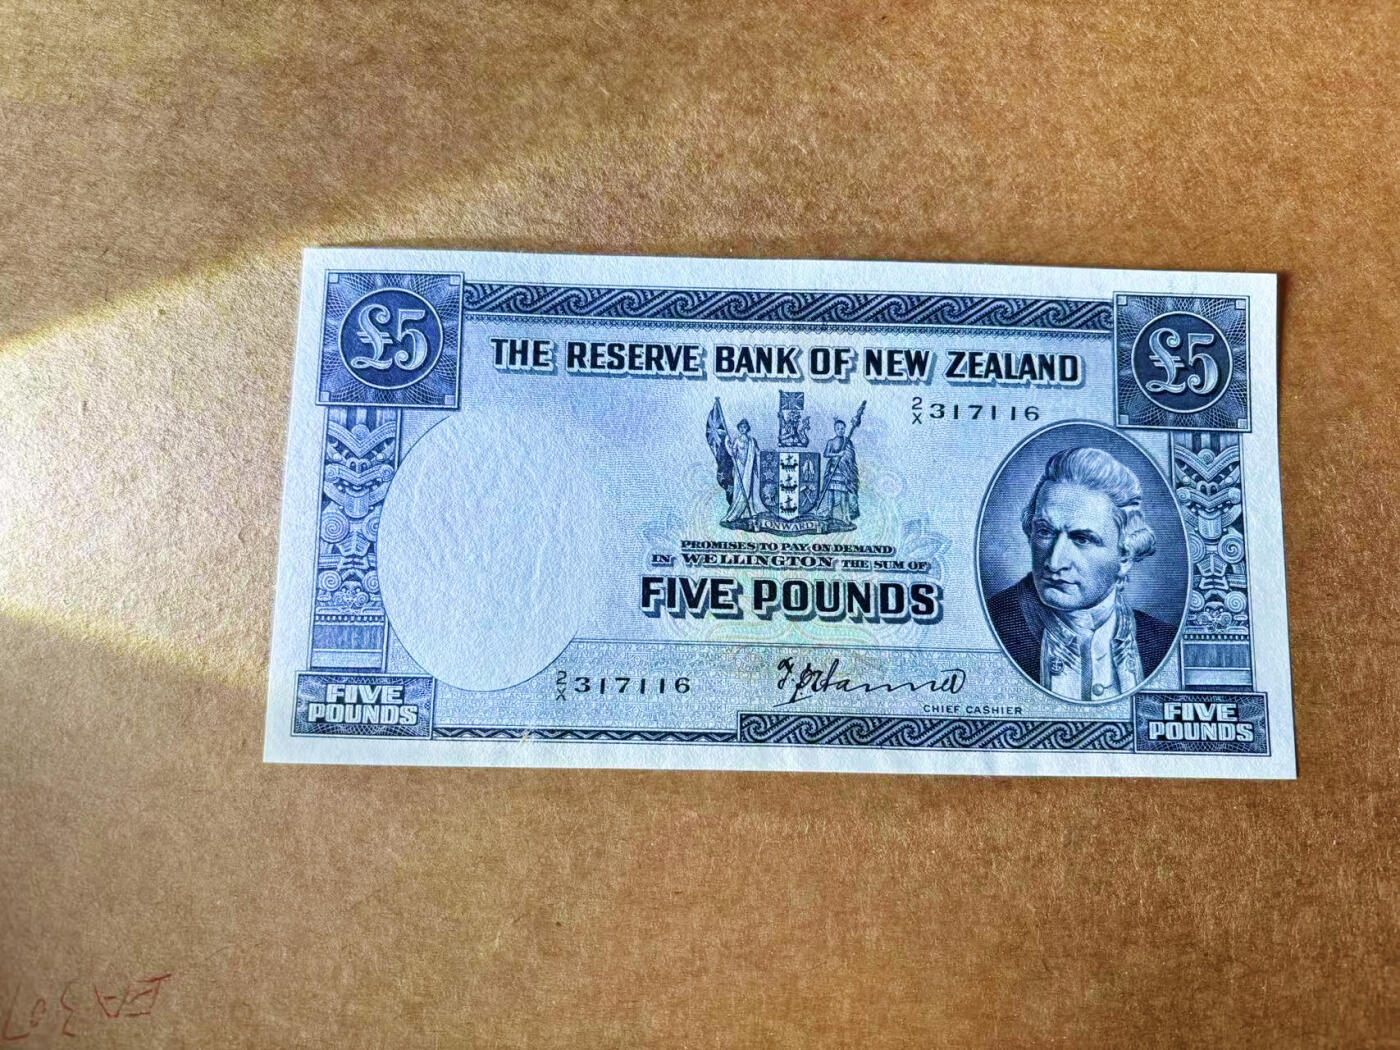 £5
£5
THE RESERVE BANK OF NEW ZEALAND
2/X 317116
ONWARD
PROMISES TO PAY ON DEMAND
IN WELLINGTON THE SUM OF
FIVE POUNDS
2/X 317116
CHIEF CASHIER
FIVE
POUNDS
FIVE
POUNDS